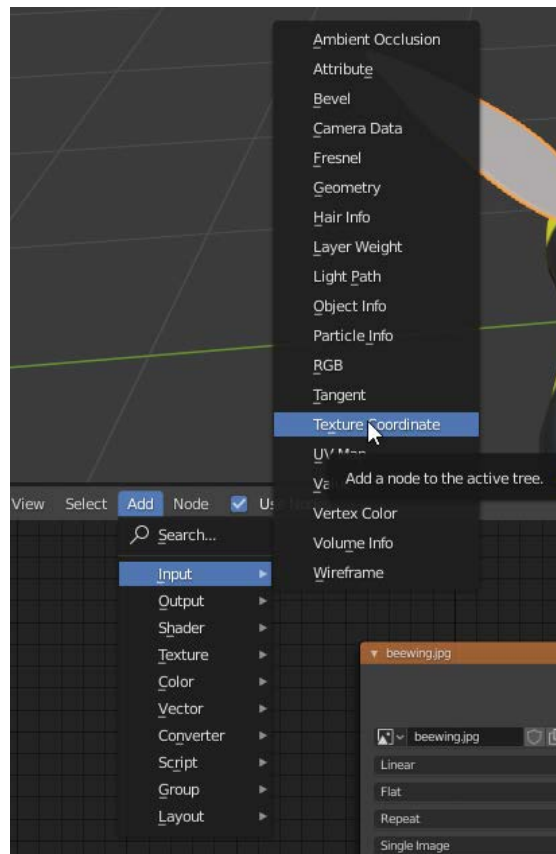 Ambient Occlusion
Attribute
Bevel
Camera Data
Fresnel
Geometry
Hair Info
Layer Weight
Light Path
Object Info
Particle Info
RGB
Tangent
Texture Coordinate
UV Map
Add a node to the active tree.
View Select Add Node
Vertex Color
Search...
Volume Info
Input
Wireframe
Output
Shader
Texture
Color
Vector
Converter
Script
Group
Layout
beewing.jpg
beewing.jpg
Linear
Flat
Repeat
Single Image